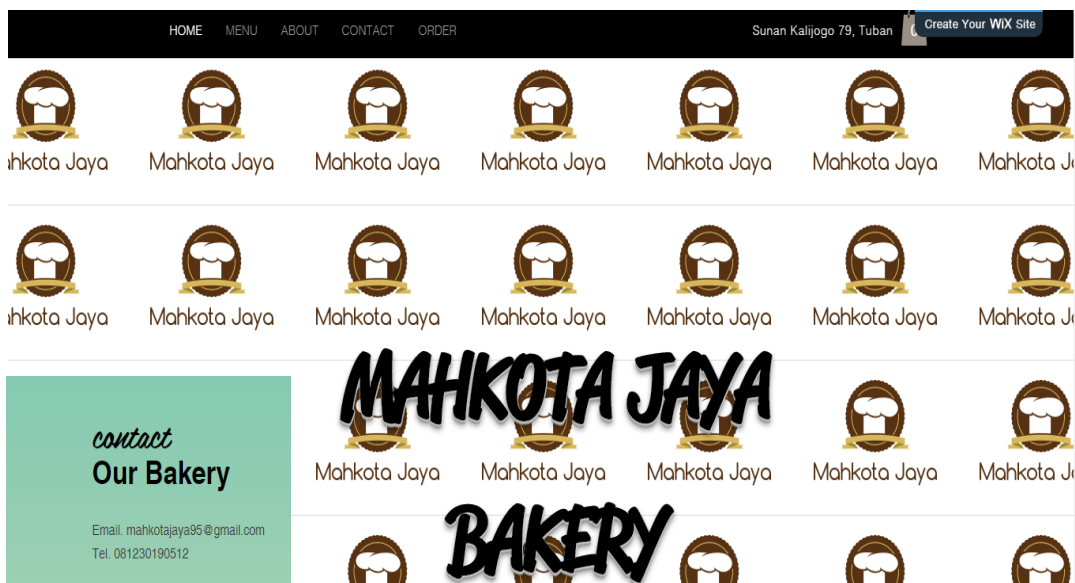 HOME MENU ABOUT CONTACT ORDER Sunan Kalijogo 79, Tuban Create Your WiX Site
Mahkota Jaya Mahkota Jaya Mahkota Jaya Mahkota Jaya Mahkota Jaya
Mahkota Jaya Mahkota Jaya Mahkota Jaya Mahkota Jaya Mahkota Jaya
MAHKOTA JAYA
Mahkota Jaya Mahkota Jaya Mahkota Jaya Mahkota Jaya
contact
Our Bakery
BAKERY
Email. mahkotajaya95@gmail.com
Tel. 081230190512